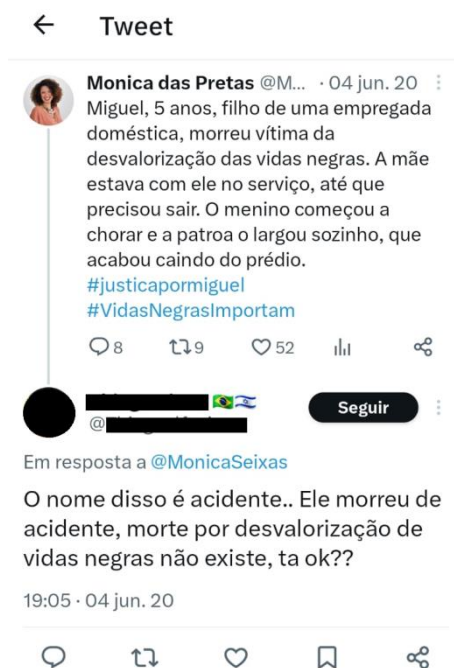 Tweet
Monica das Pretas @M... · 04 jun. 20
Miguel, 5 anos, filho de uma empregada
doméstica, morreu vítima da
desvalorização das vidas negras. A mãe
estava com ele no serviço, até que
precisou sair. O menino começou a
chorar e a patroa o largou sozinho, que
acabou caindo do prédio.
#justicapormiguel
#VidasNegrasImportam
8 9 52
@
Seguir
Em resposta a @MonicaSeixas
O nome disso é acidente.. Ele morreu de
acidente, morte por desvalorização de
vidas negras não existe, ta ok??
19:05 · 04 jun. 20